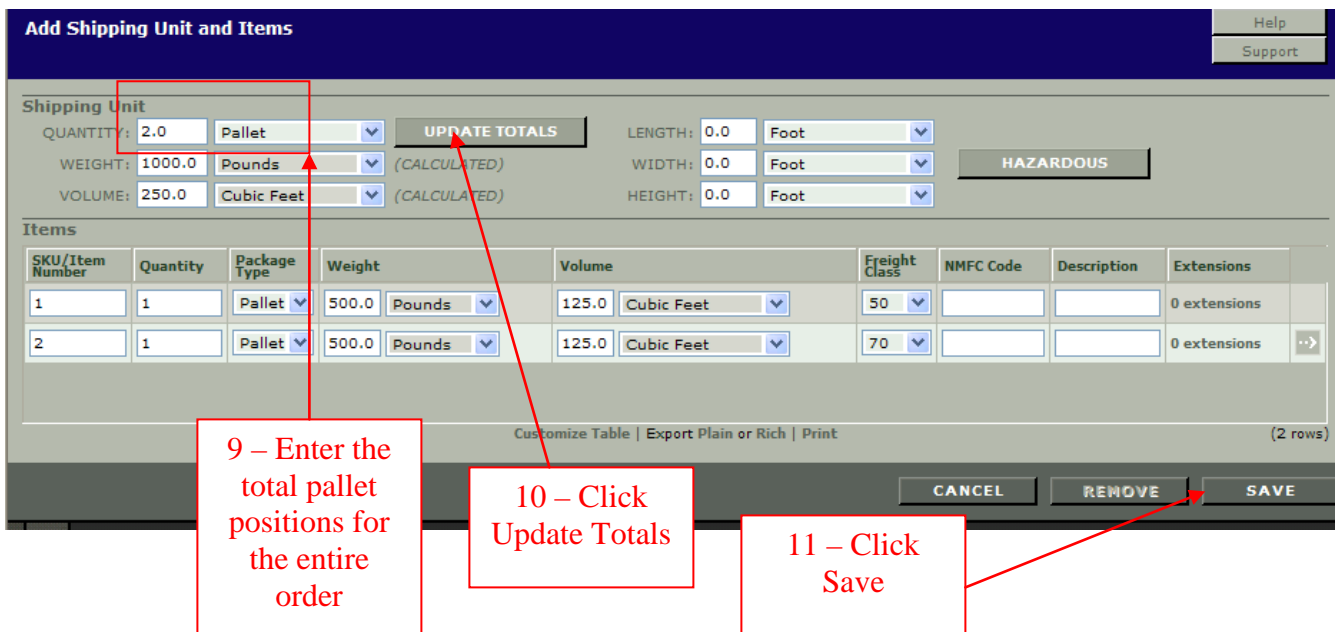 Add Shipping Unit and Items
Help
Support
Shipping Unit
QUANTITY: 2.0 Pallet UPDATE TOTALS LENGTH: 0.0 Foot
WEIGHT: 1000.0 Pounds (CALCULATED) WIDTH: 0.0 Foot HAZARDOUS
VOLUME: 250.0 Cubic Feet (CALCULATED) HEIGHT: 0.0 Foot
Items
SKU/Item Number Quantity Package Type Weight Volume Freight Class NMFC Code Description Extensions
1 1 Pallet 500.0 Pounds 125.0 Cubic Feet 50 0 extensions
2 1 Pallet 500.0 Pounds 125.0 Cubic Feet 70 0 extensions
Customize Table | Export Plain or Rich | Print (2 rows)
CANCEL REMOVE SAVE
9 – Enter the
total pallet
positions for
the entire
order
10 – Click
Update Totals
11 – Click
Save